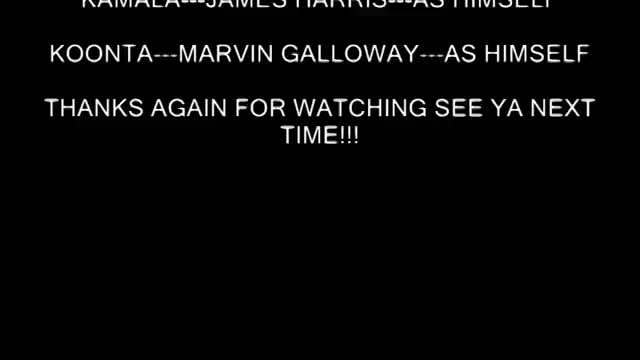 KAMALA---JAMES HARRIS---AS HIMSELF
KOONTA---MARVIN GALLOWAY---AS HIMSELF
THANKS AGAIN FOR WATCHING SEE YA NEXT
TIME!!!